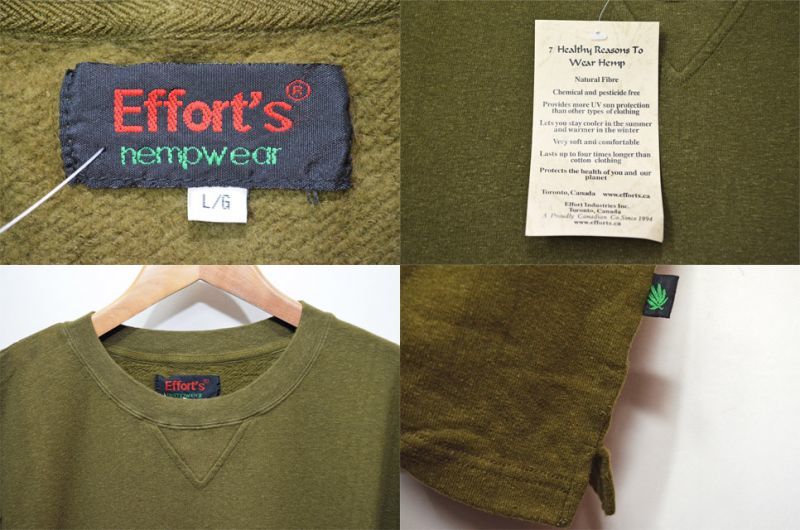 Effort's®
hempwear
L/G
7 Healthy Reasons To
Wear Hemp
Natural Fibre
Chemical and pesticide free
Provides more UV sun protection
than other types of clothing
Lets you stay cooler in the summer
and warmer in the winter
Very soft and comfortable
Lasts up to four times longer than
cotton clothing
Protects the health of you and our
planet
Toronto, Canada www.efforts.ca
Effort Industries Inc.
Toronto, Canada
A Proudly Canadian Co. Since 1994
www.efforts.ca
Effort's®
hempwear